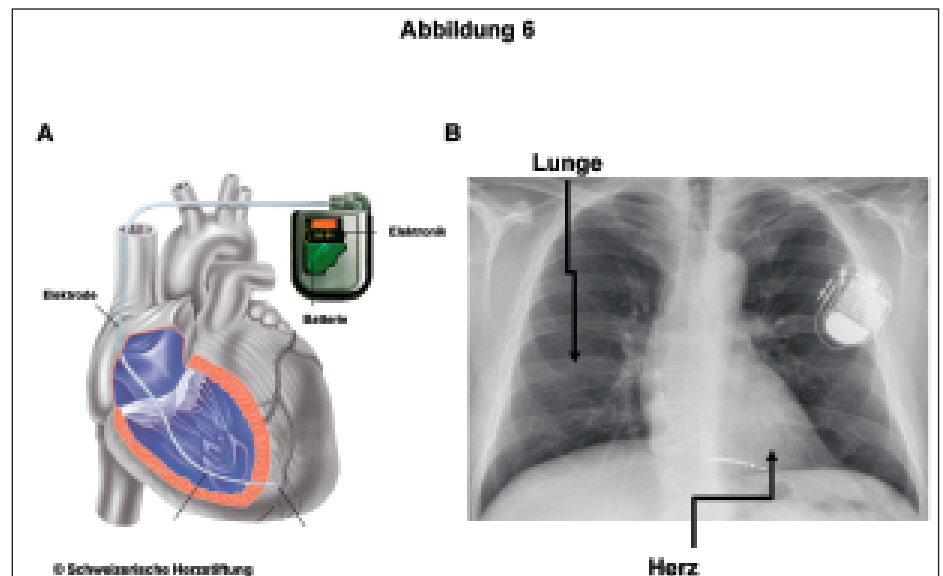 Abbildung 6
A
B
Lunge
Elektronik
Elektrode
Batterie
Herz
© Schweizerische Herzstiftung